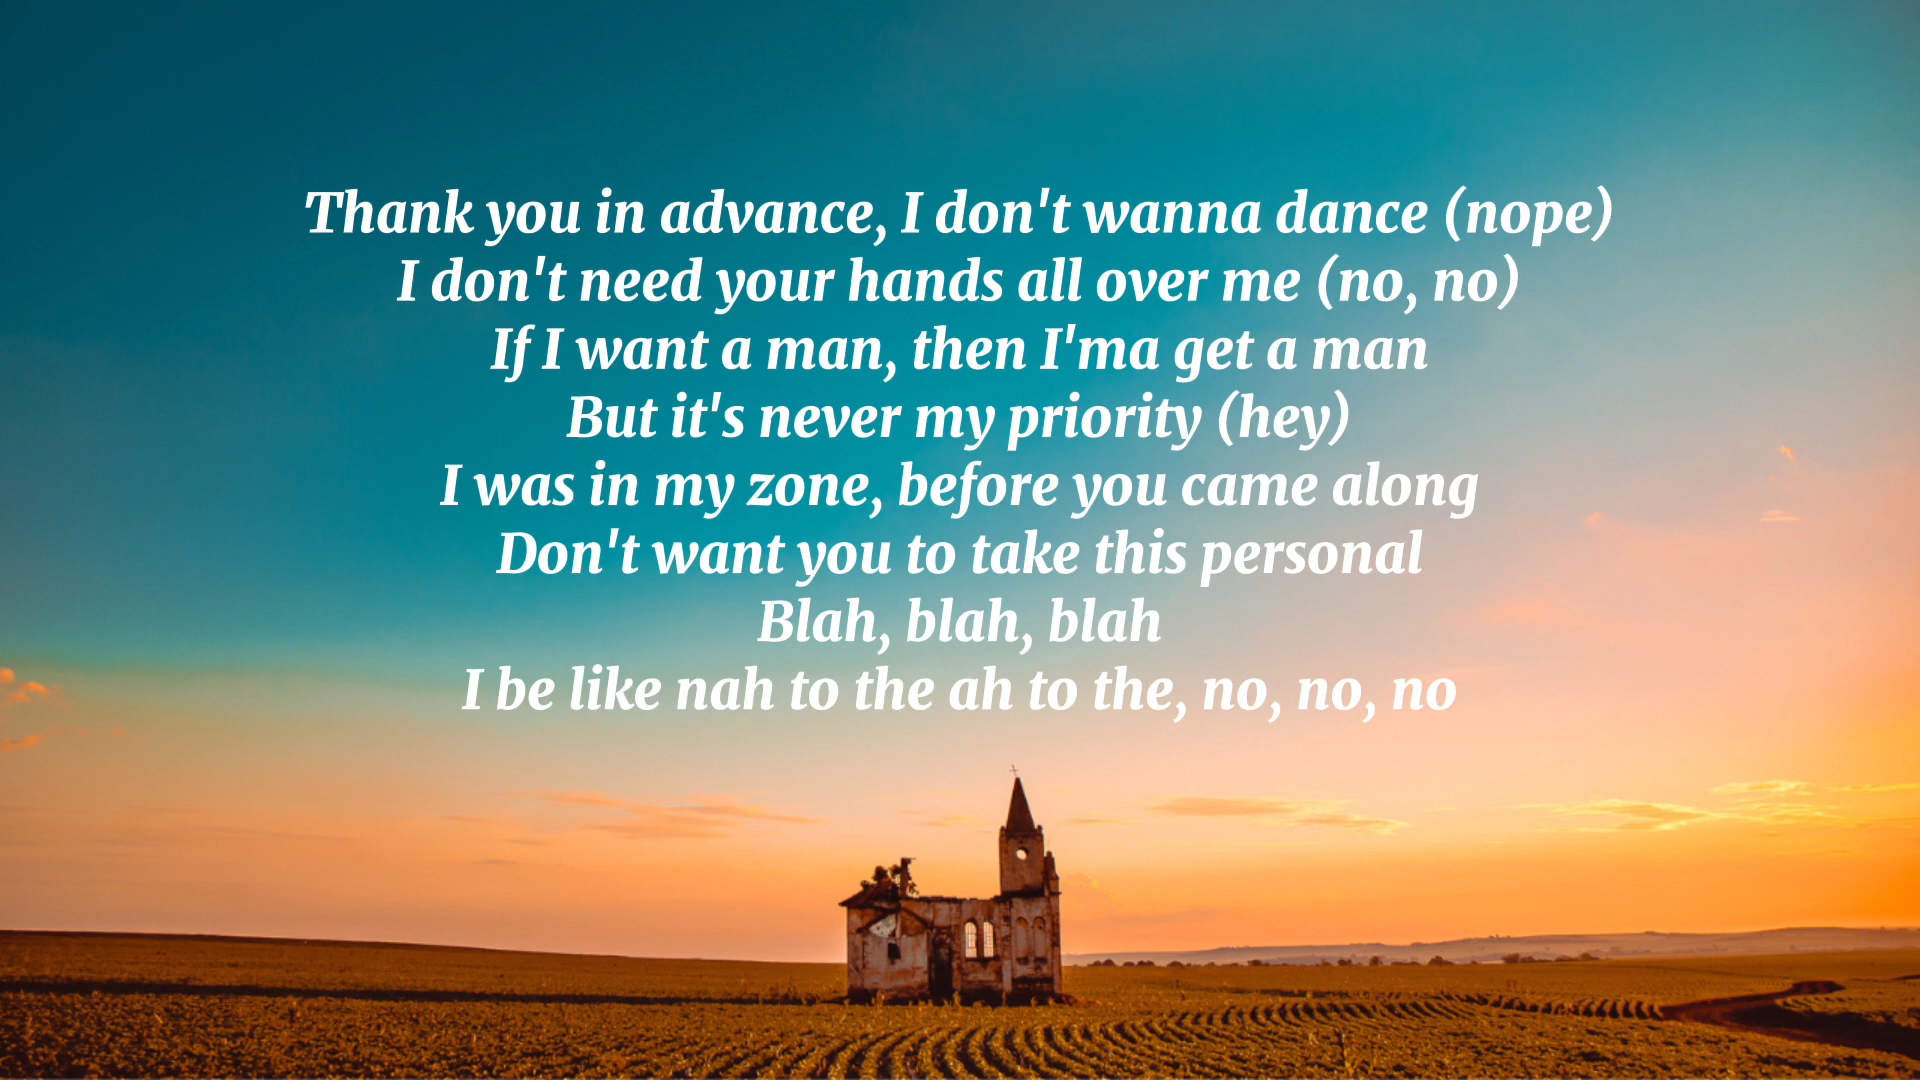 Thank you in advance, I don't wanna dance (nope)
I don't need your hands all over me (no, no)
If I want a man, then I'ma get a man
But it's never my priority (hey)
I was in my zone, before you came along
Don't want you to take this personal
Blah, blah, blah
I be like nah to the ah to the, no, no, no